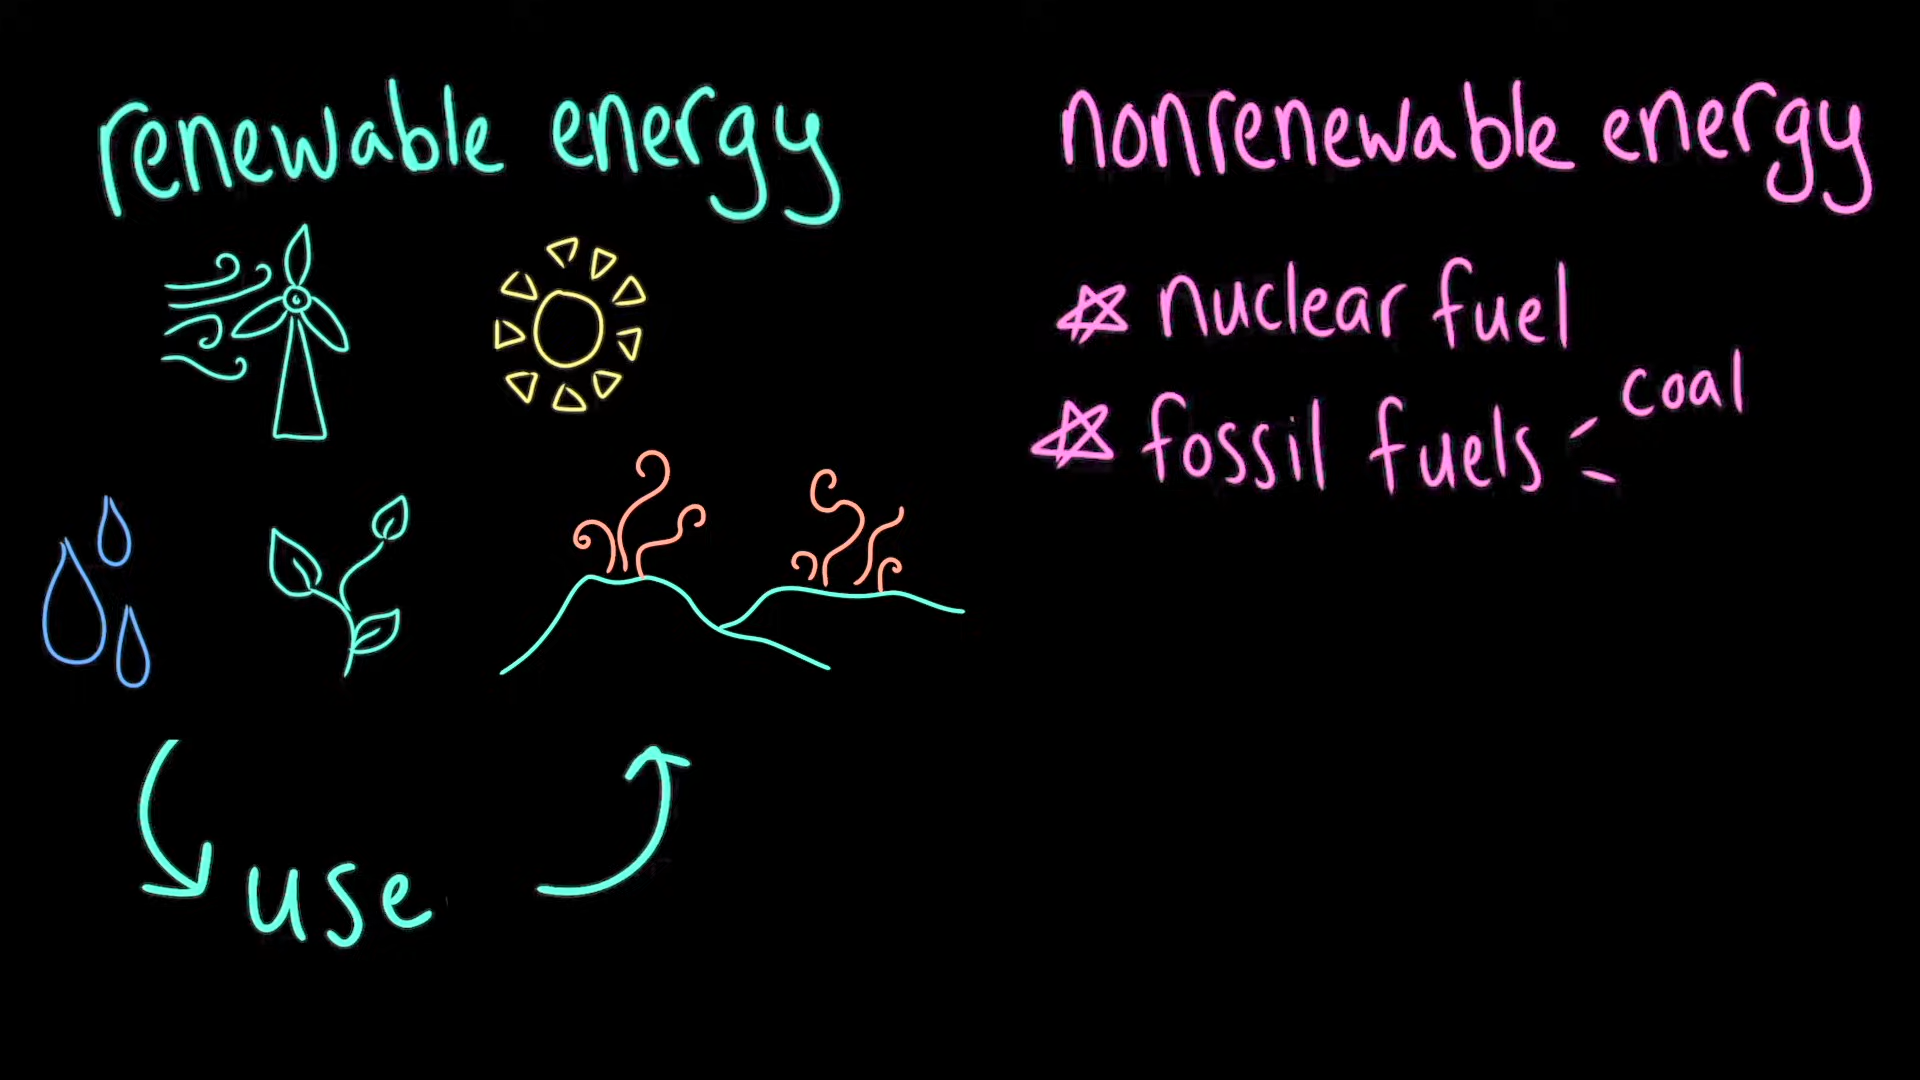 renewable energy
nonrenewable energy
nuclear fuel
fossil fuels
coal
use